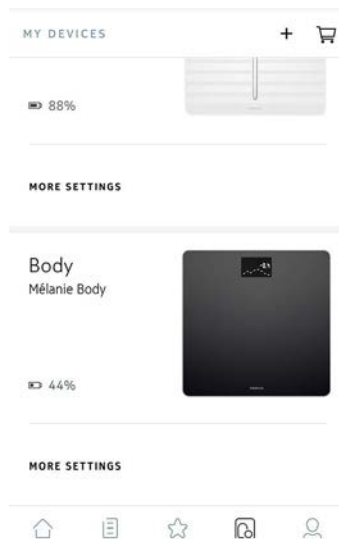 MY DEVICES
88%
MORE SETTINGS
Body
Mélanie Body
44%
MORE SETTINGS